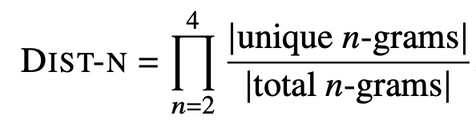 DIST-N = ∏_{n=2}^{4} |unique n-grams| / |total n-grams|